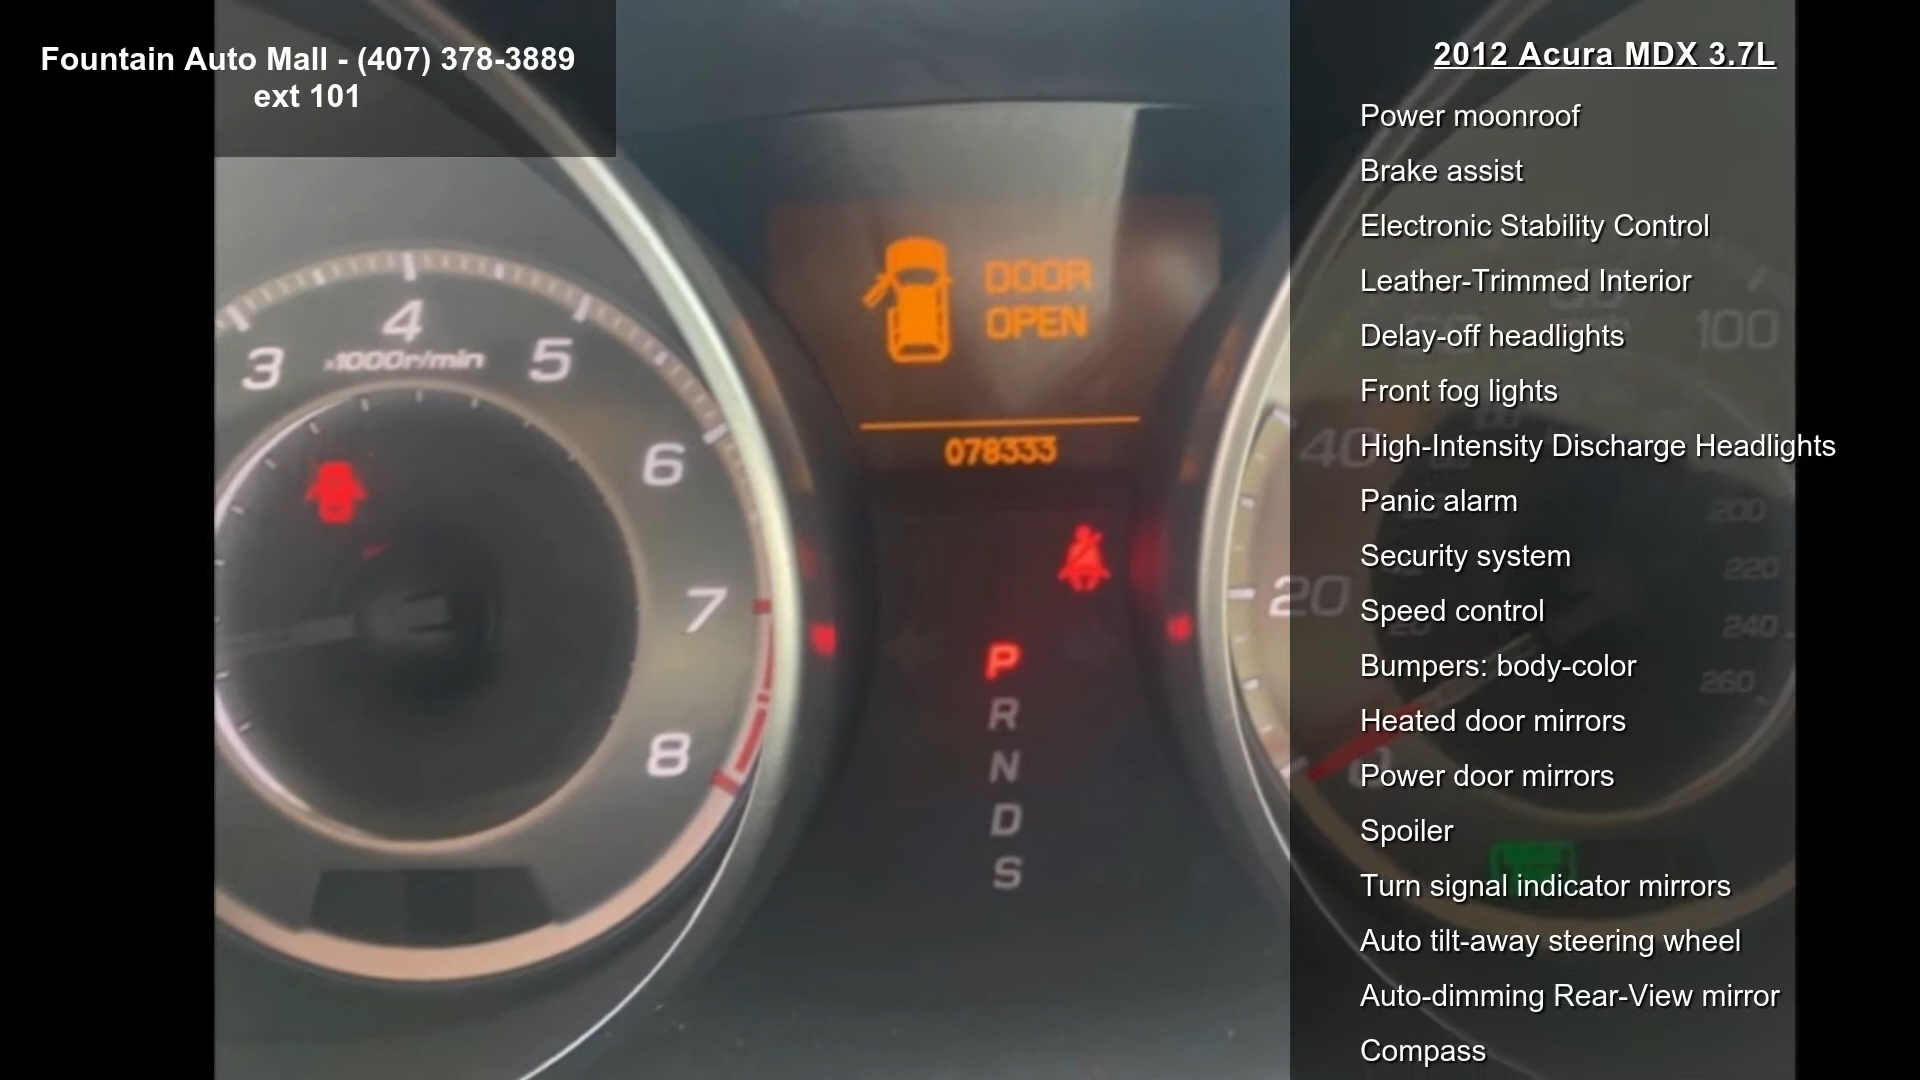 Fountain Auto Mall - (407) 378-3889
ext 101
2012 Acura MDX 3.7L
Power moonroof
Brake assist
Electronic Stability Control
Leather-Trimmed Interior
Delay-off headlights
Front fog lights
High-Intensity Discharge Headlights
Panic alarm
Security system
Speed control
Bumpers: body-color
Heated door mirrors
Power door mirrors
Spoiler
Turn signal indicator mirrors
Auto tilt-away steering wheel
Auto-dimming Rear-View mirror
Compass
DOOR
OPEN
078333
P
R
N
D
S
3
4
5
6
7
8
x1000r/min
0
20
40
100
200
220
240
260